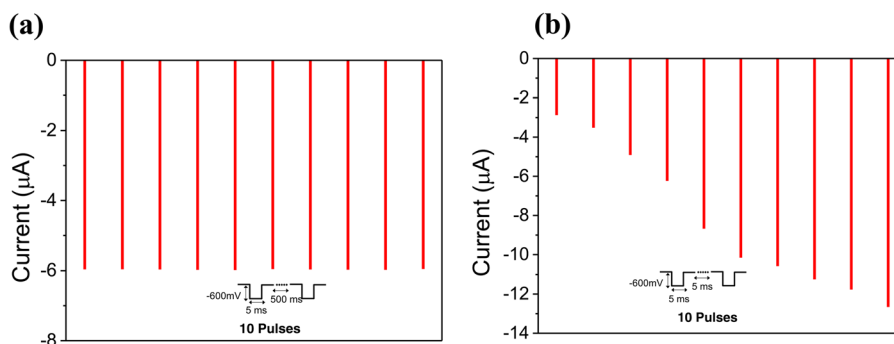 (a)
0
-2
-4
-6
-8
Current (μA)
-600mV
5 ms
500 ms
10 Pulses
(b)
0
-2
-4
-6
-8
-10
-12
-14
Current (μA)
-600mV
5 ms
5 ms
10 Pulses